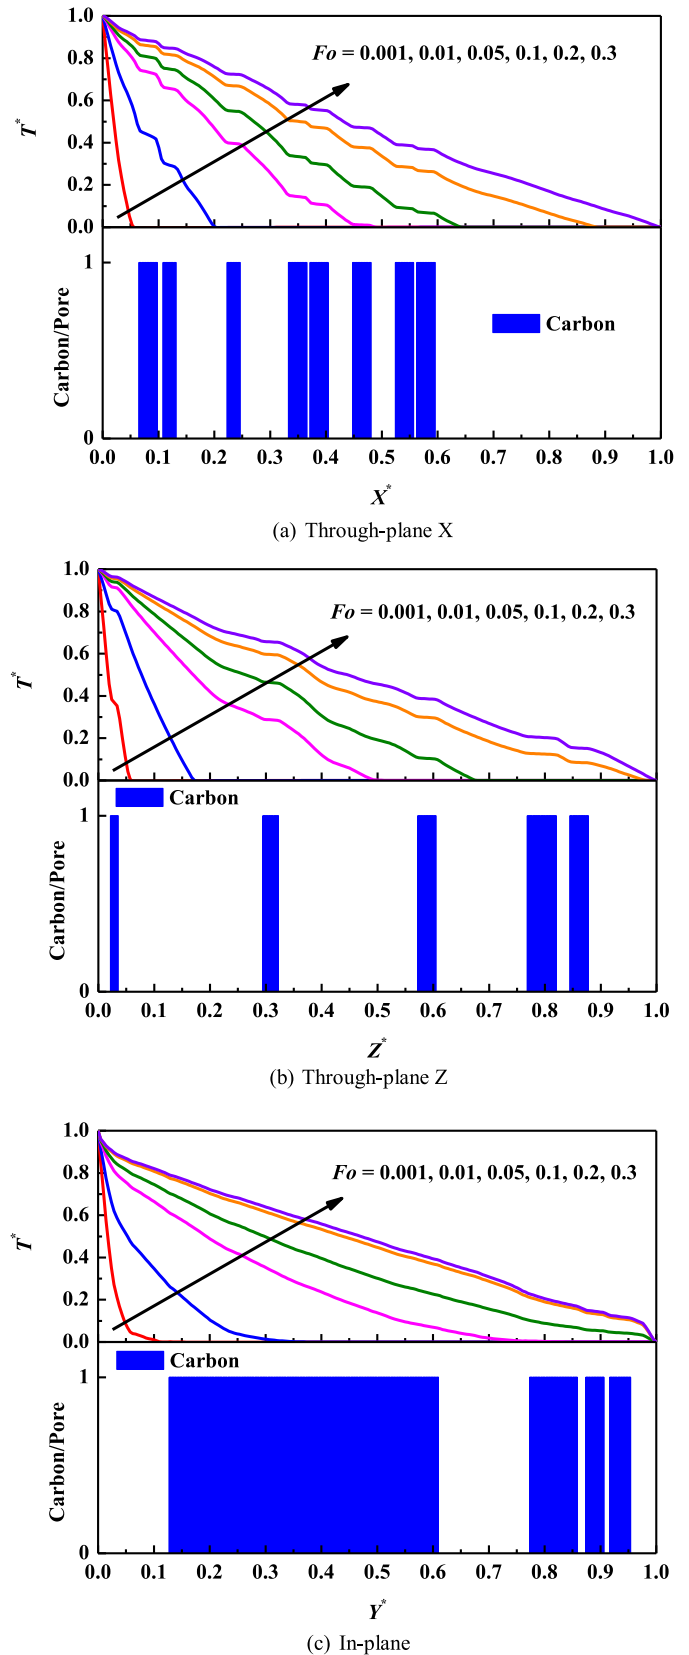 1.0
0.8
0.6
0.4
0.2
0.0
T*
Fo = 0.001, 0.01, 0.05, 0.1, 0.2, 0.3
1
0
Carbon/Pore
Carbon
0.0 0.1 0.2 0.3 0.4 0.5 0.6 0.7 0.8 0.9 1.0
X*
(a) Through-plane X
1.0
0.8
0.6
0.4
0.2
0.0
T*
Fo = 0.001, 0.01, 0.05, 0.1, 0.2, 0.3
Carbon
1
0
Carbon/Pore
0.0 0.1 0.2 0.3 0.4 0.5 0.6 0.7 0.8 0.9 1.0
Z*
(b) Through-plane Z
1.0
0.8
0.6
0.4
0.2
0.0
T*
Fo = 0.001, 0.01, 0.05, 0.1, 0.2, 0.3
Carbon
1
0
Carbon/Pore
0.0 0.1 0.2 0.3 0.4 0.5 0.6 0.7 0.8 0.9 1.0
Y*
(c) In-plane